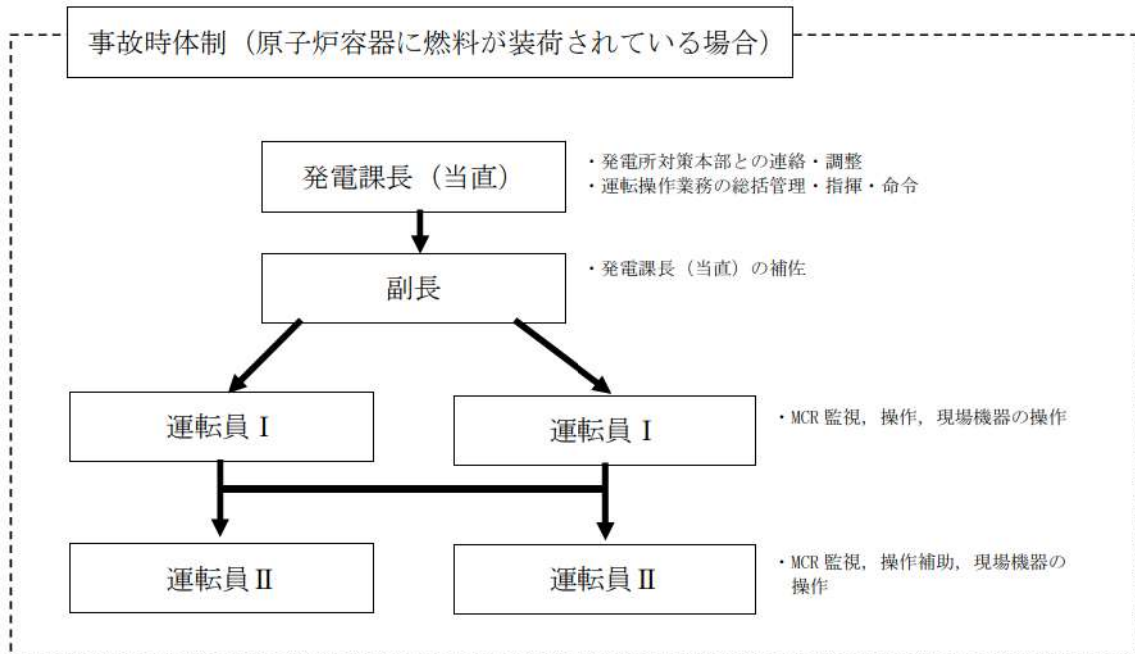 事故時体制（原子炉容器に燃料が装荷されている場合）
発電課長（当直）
・発電所対策本部との連絡・調整
・運転操作業務の総括管理・指揮・命令
副長
・発電課長（当直）の補佐
運転員Ⅰ
運転員Ⅰ
・MCR 監視，操作，現場機器の操作
運転員Ⅱ
運転員Ⅱ
・MCR 監視，操作補助，現場機器の
操作